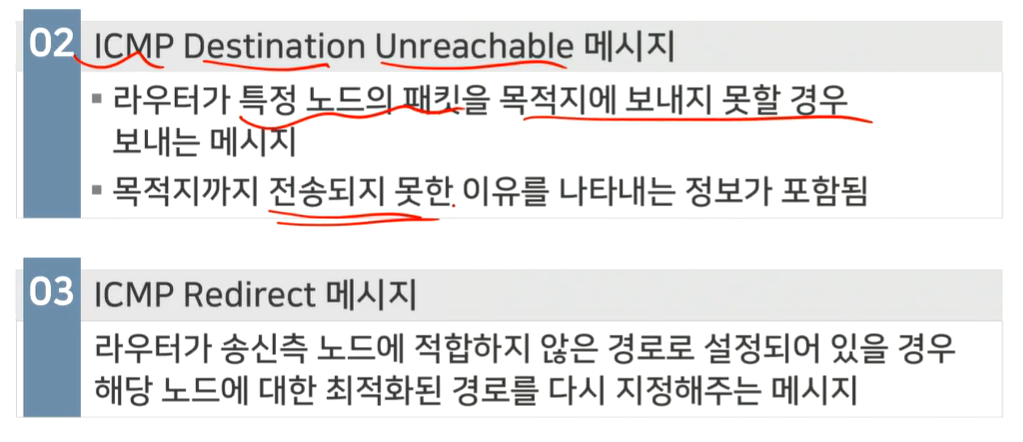 02 ICMP Destination Unreachable 메시지
▪ 라우터가 특정 노드의 패킷을 목적지에 보내지 못할 경우
보내는 메시지
▪ 목적지까지 전송되지 못한 이유를 나타내는 정보가 포함됨
03 ICMP Redirect 메시지
라우터가 송신측 노드에 적합하지 않은 경로로 설정되어 있을 경우
해당 노드에 대한 최적화된 경로를 다시 지정해주는 메시지